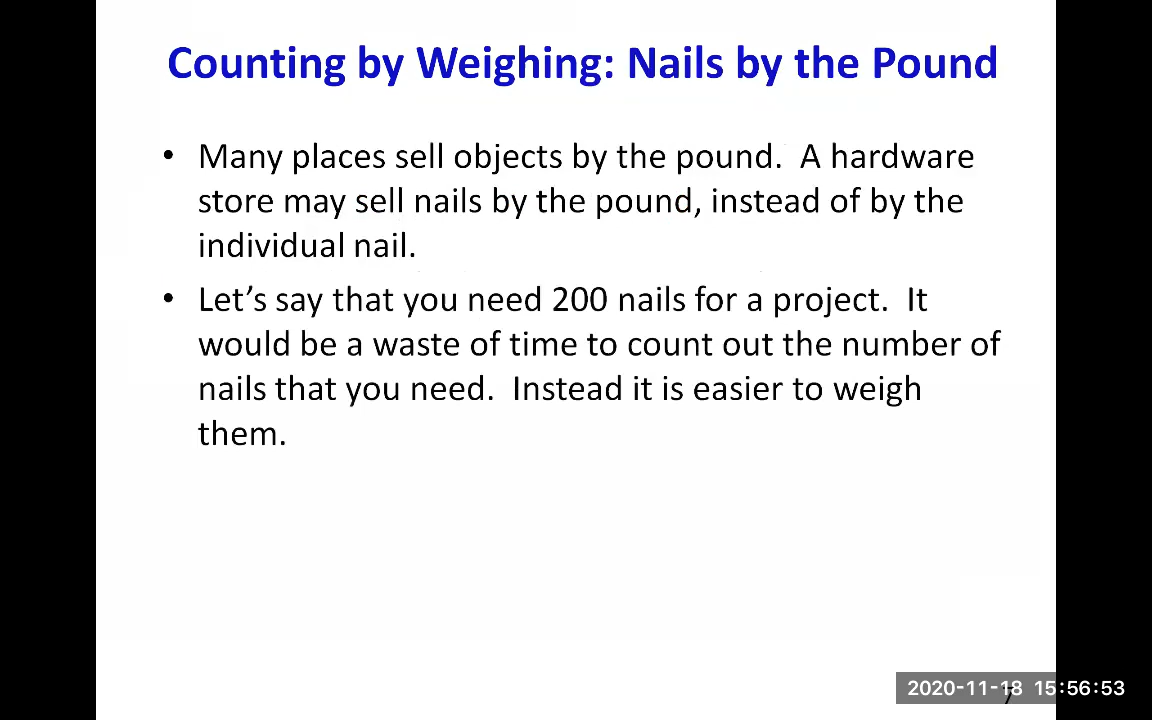 Counting by Weighing: Nails by the Pound
• Many places sell objects by the pound.  A hardware
store may sell nails by the pound, instead of by the
individual nail.
• Let’s say that you need 200 nails for a project.  It
would be a waste of time to count out the number of
nails that you need.  Instead it is easier to weigh
them.
2020-11-18 15:56:53